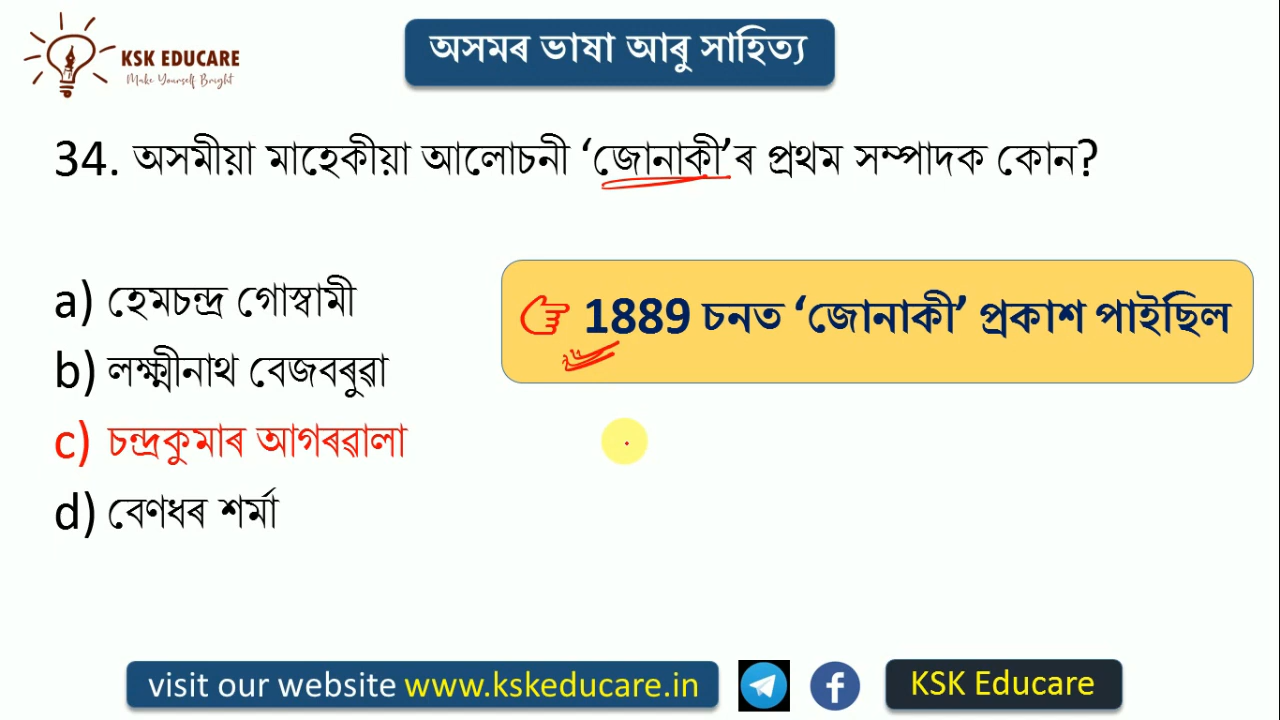 KSK EDUCARE
Make Yourself Bright
অসমৰ ভাষা আৰু সাহিত্য
34. অসমীয়া মাহেকীয়া আলোচনী ‘জোনাকী’ৰ প্ৰথম সম্পাদক কোন?
a) হেমচন্দ্ৰ গোস্বামী
b) লক্ষ্মীনাথ বেজবৰুৱা
c) চন্দ্ৰকুমাৰ আগৰৱালা
d) বেণধৰ শৰ্মা
1889 চনত ‘জোনাকী’ প্ৰকাশ পাইছিল
visit our website www.kskeducare.in
KSK Educare